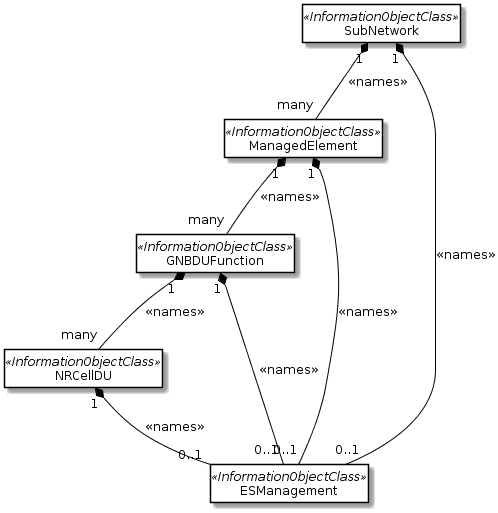 «InformationObjectClass»
SubNetwork
1 1
«names»
many
«InformationObjectClass»
ManagedElement
1 1
«names»
many
«InformationObjectClass»
GNBDUFunction
«names»
1 1
«names»
«names»
many
«InformationObjectClass»
NRCellDU
«names»
1
«names»
0..1 0..1 0..1 0..1
«InformationObjectClass»
ESManagement